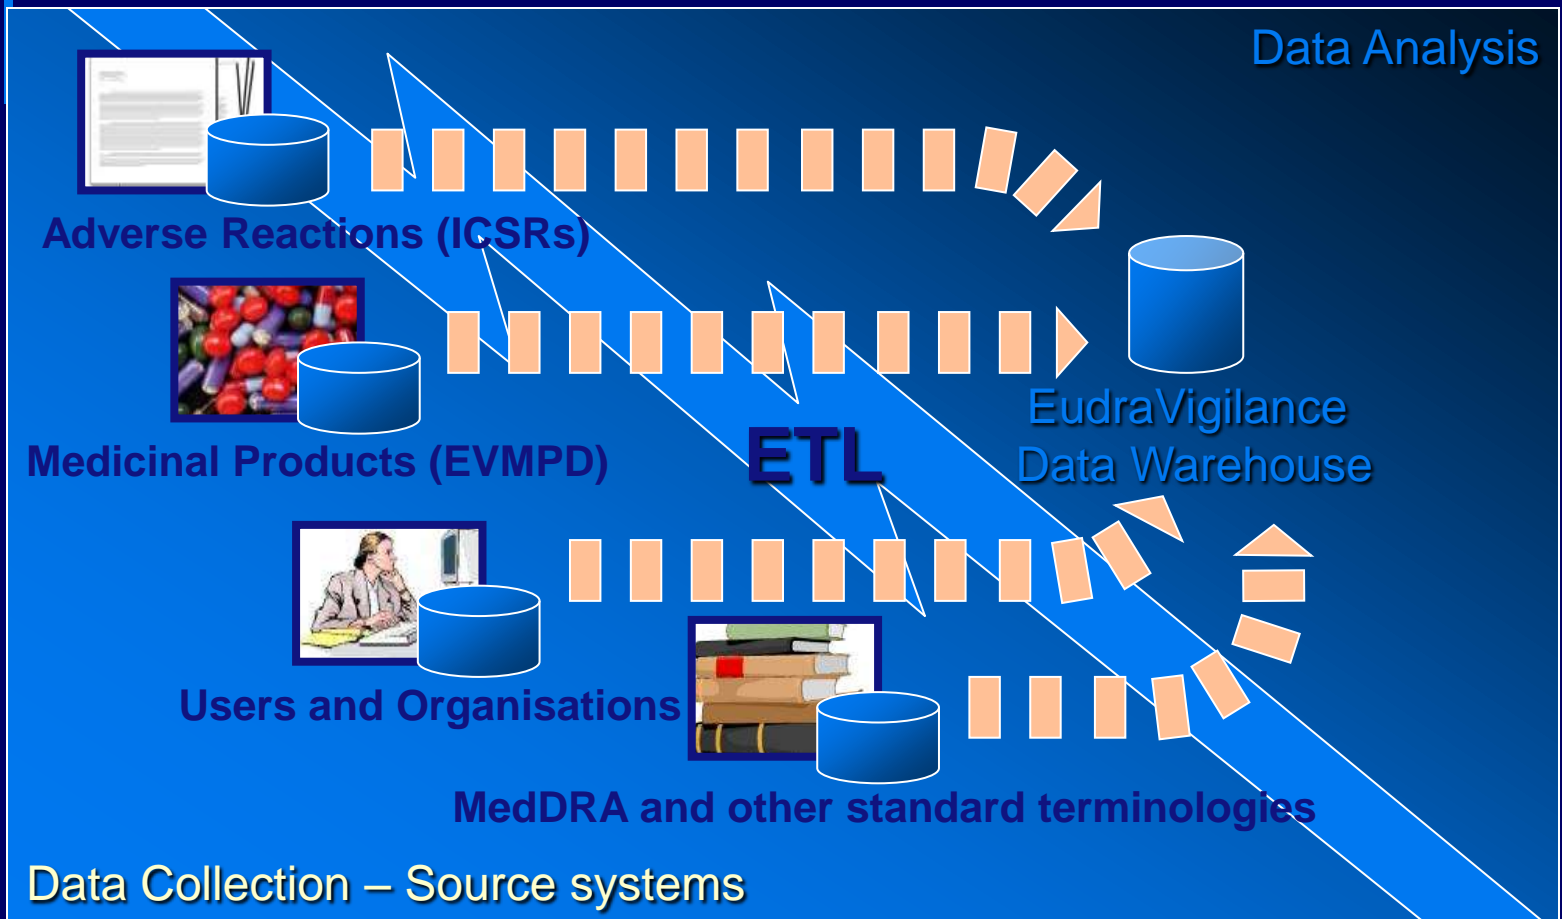 Data Analysis
Adverse Reactions (ICSRs)
EudraVigilance
Data Warehouse
Medicinal Products (EVMPD)
ETL
Users and Organisations
MedDRA and other standard terminologies
Data Collection – Source systems